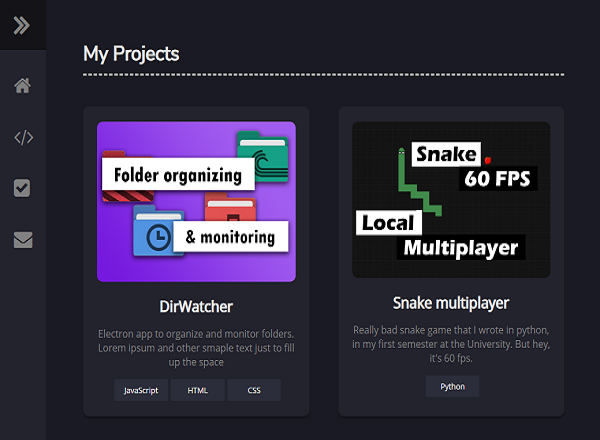 My Projects
Folder organizing
& monitoring
DirWatcher
Electron app to organize and monitor folders.
Lorem ipsum and other smaple text just to fill
up the space
JavaScript
HTML
CSS
Snake
60 FPS
Local
Multiplayer
Snake multiplayer
Really bad snake game that I wrote in python,
in my first semester at the University. But hey,
it's 60 fps.
Python